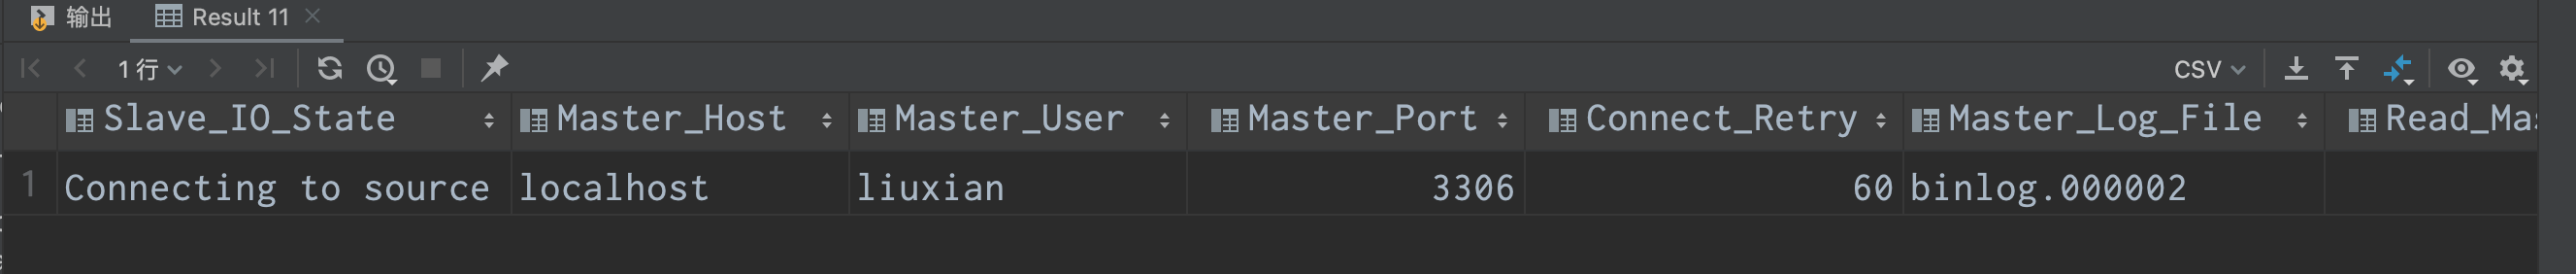 输出 Result 11
1 行 CSV
Slave_IO_State Master_Host Master_User Master_Port Connect_Retry Master_Log_File
1 Connecting to source localhost liuxian 3306 60 binlog.000002